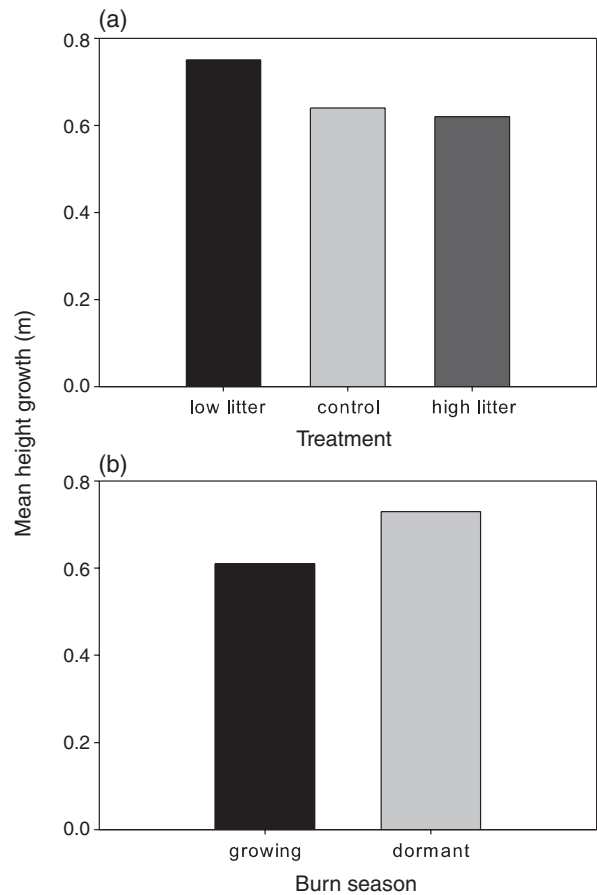 (a)
0.8
0.6
0.4
0.2
0.0
low litter control high litter
Treatment
Mean height growth (m)
(b)
0.8
0.6
0.4
0.2
0.0
growing dormant
Burn season